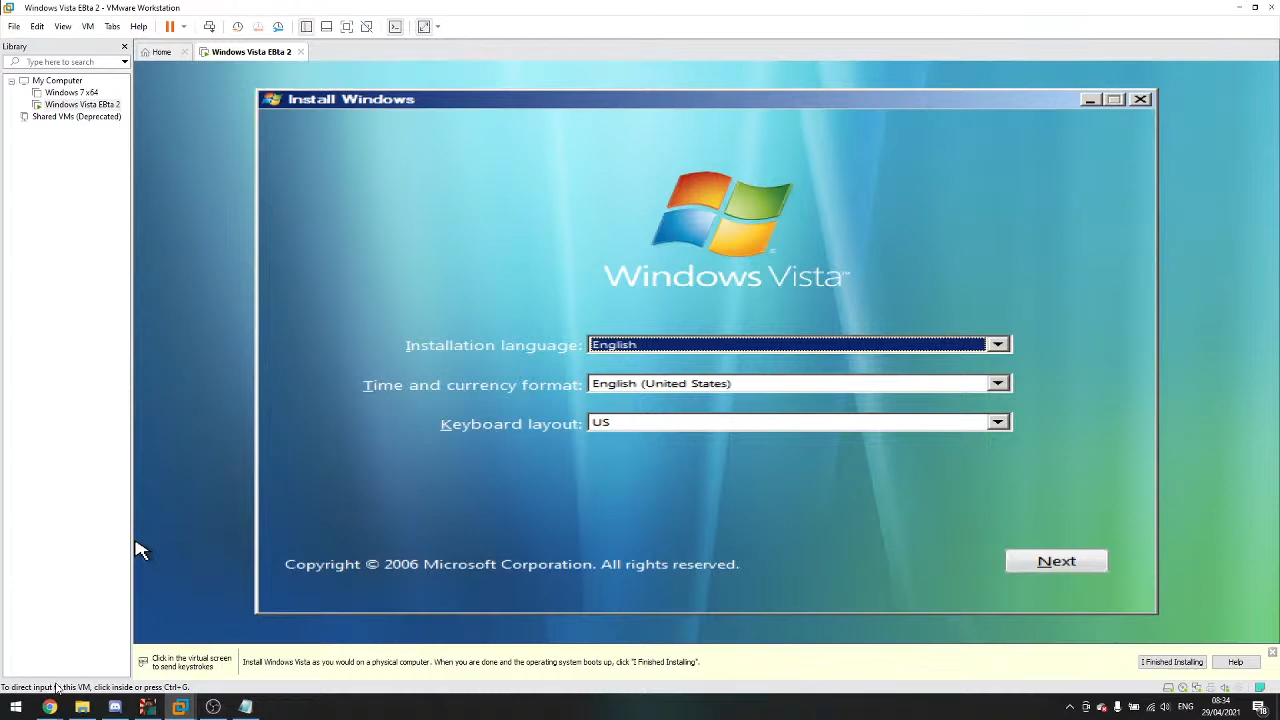 Windows Vista EBta 2 - VMware Workstation
File Edit View VM Tabs Help
Library
Home
Windows Vista EBta 2
Type here to search
My Computer
Windows 7 x64
Windows Vista EBta 2
Shared VMs (Deprecated)
Install Windows
Windows Vista™
Installation language: English
Time and currency format: English (United States)
Keyboard layout: US
Copyright © 2006 Microsoft Corporation. All rights reserved.
Next
Click in the virtual screen
to send keystrokes
Install Windows Vista as you would on a physical computer. When you are done and the operating system boots up, click "I Finished Installing".
I Finished Installing
Help
To direct input to this VM, click inside or press Ctrl+G.
08:34
29/04/2021